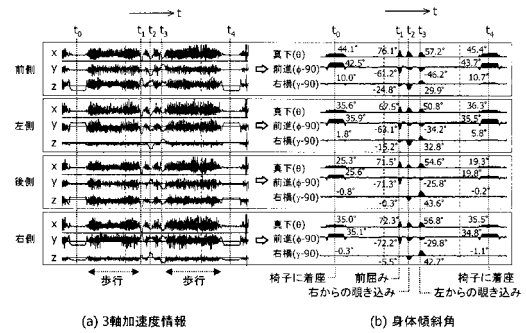 t
t
t₀ t₁ t₂ t₃ t₄
t₀ t₁ t₂ t₃ t₄
前側
x
y
z
真下(θ) 44.1° 76.1° 57.2° 45.4°
前進(φ-90) 42.5° -61.2° -46.2° 43.7°
右横(γ-90) 10.0° -24.8° 29.9° 10.7°
左側
x
y
z
真下(θ) 35.6° 67.5° 50.8° 36.3°
前進(φ-90) 35.9° -63.1° -34.2° 35.5°
右横(γ-90) 1.8° -15.2° 32.8° 5.8°
後側
x
y
z
真下(θ) 25.3° 71.5° 54.6° 19.3°
前進(φ-90) 25.6° -71.3° -25.8° 19.8°
右横(γ-90) -0.8° -0.3° 43.6° -0.2°
右側
x
y
z
真下(θ) 35.0° 72.3° 56.8° 35.5°
前進(φ-90) 35.1° -72.2° -29.8° 34.8°
右横(γ-90) -0.3° -5.5° 42.7° -1.1°
歩行 歩行
椅子に着座 前屈み 椅子に着座
右からの覗き込み 左からの覗き込み
(a) 3軸加速度情報
(b) 身体傾斜角